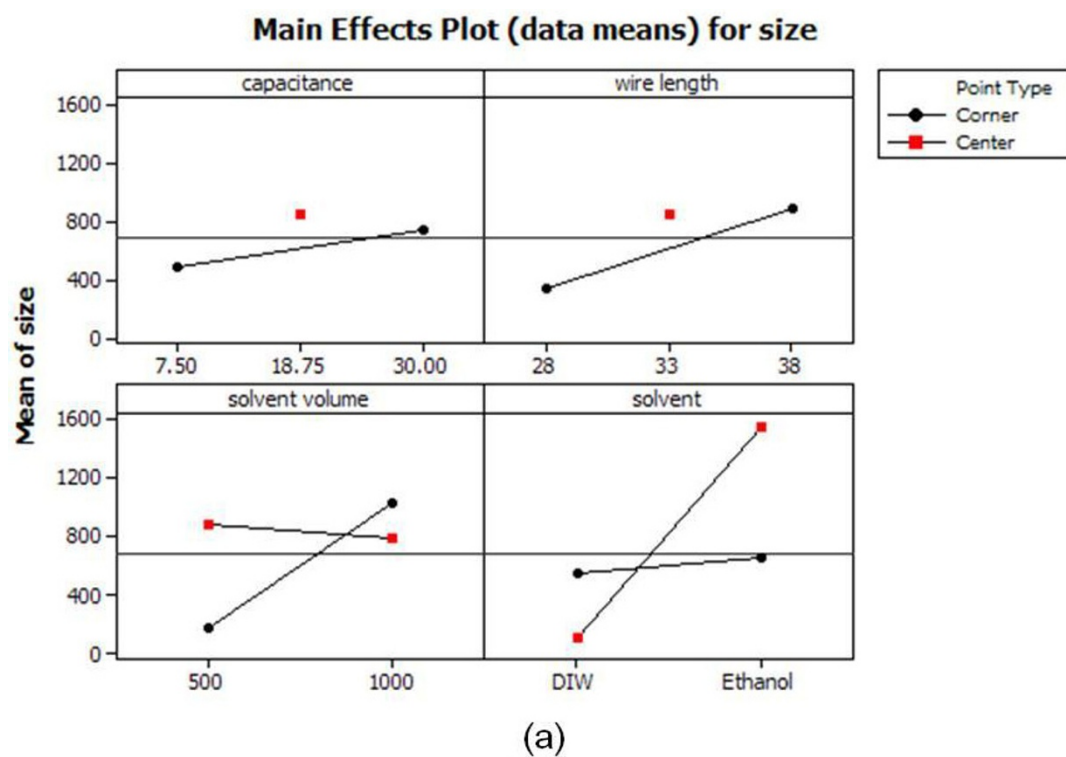 Main Effects Plot (data means) for size
capacitance
wire length
Point Type
Corner
Center
Mean of size
1600
1200
800
400
0
7.50 18.75 30.00
28 33 38
solvent volume
solvent
1600
1200
800
400
0
500 1000
DIW Ethanol
(a)